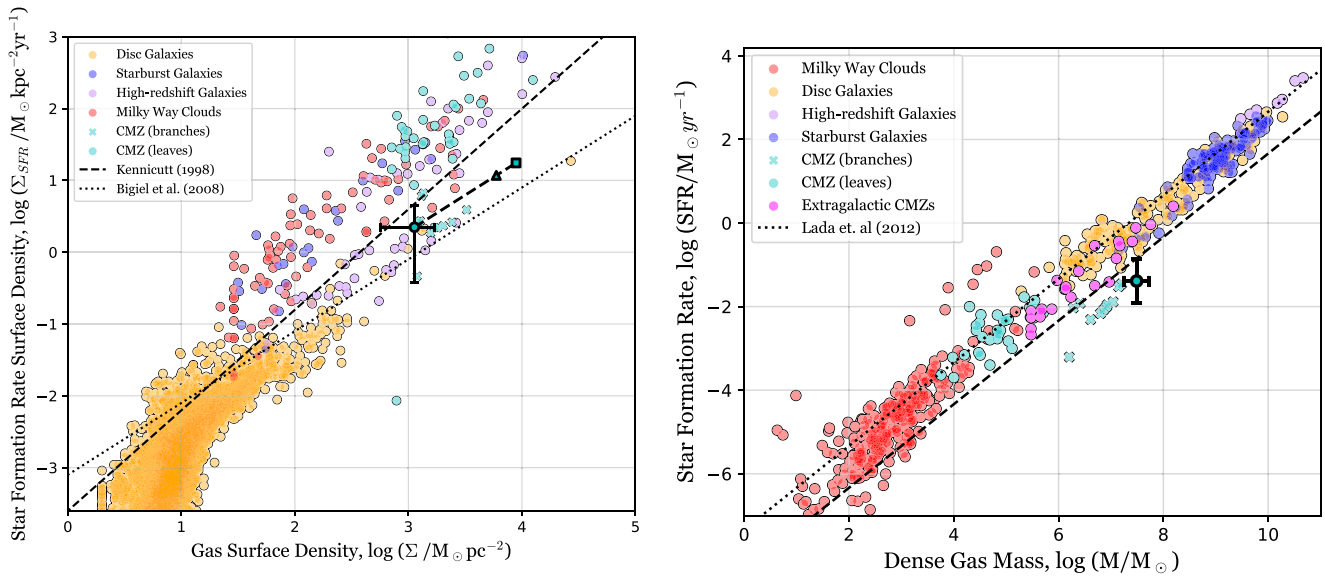 Star Formation Rate Surface Density, log (Σ_SFR /M☉ kpc⁻²yr⁻¹)
3
2
1
0
−1
−2
−3
Disc Galaxies
Starburst Galaxies
High-redshift Galaxies
Milky Way Clouds
CMZ (branches)
CMZ (leaves)
Kennicutt (1998)
Bigiel et al. (2008)
0 1 2 3 4 5
Gas Surface Density, log (Σ /M☉ pc⁻²)
Star Formation Rate, log (SFR/M☉ yr⁻¹)
4
2
0
−2
−4
−6
Milky Way Clouds
Disc Galaxies
High-redshift Galaxies
Starburst Galaxies
CMZ (branches)
CMZ (leaves)
Extragalactic CMZs
Lada et. al (2012)
0 2 4 6 8 10
Dense Gas Mass, log (M/M☉)